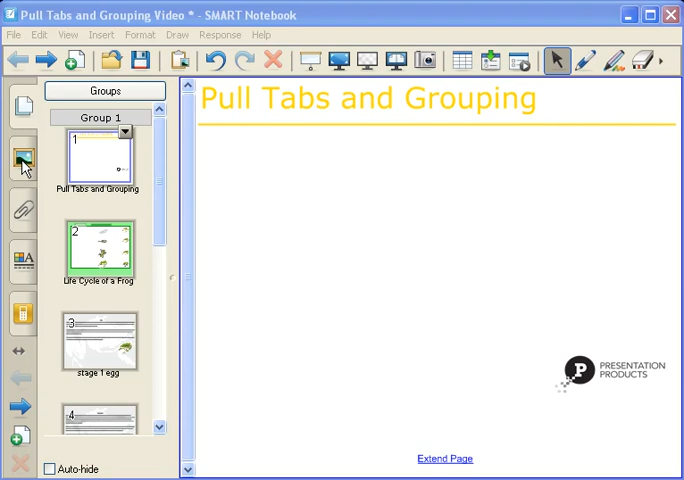 Pull Tabs and Grouping Video * - SMART Notebook
File Edit View Insert Format Draw Response Help
Groups
Group 1
1
Pull Tabs and Grouping
2
Life Cycle of a Frog
3
stage 1 egg
4
Auto-hide
Pull Tabs and Grouping
P PRESENTATION
PRODUCTS
Extend Page